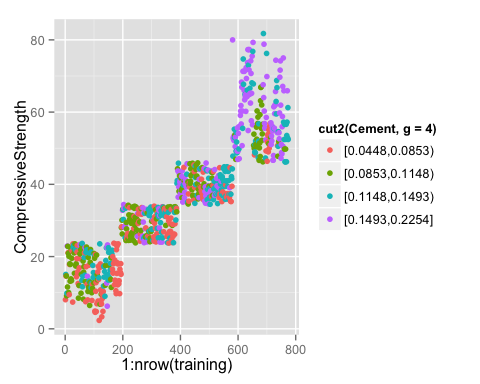 80
60
40
20
0
CompressiveStrength
0 200 400 600 800
1:nrow(training)
cut2(Cement, g = 4)
[0.0448,0.0853)
[0.0853,0.1148)
[0.1148,0.1493)
[0.1493,0.2254]